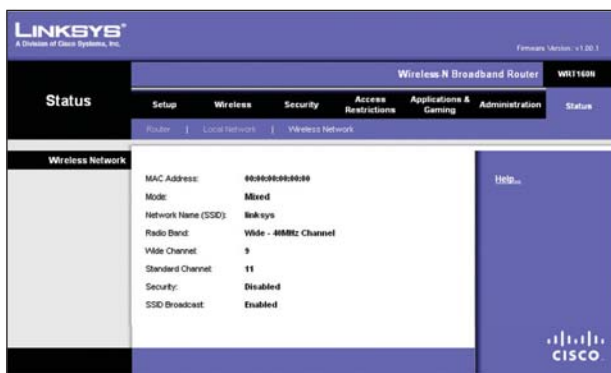 LINKSYS®
A Division of Cisco Systems, Inc.
Firmware Version: v1.00.1
Wireless-N Broadband Router WRT160N
Status
Setup Wireless Security Access Restrictions Applications & Gaming Administration Status
Router | Local Network | Wireless Network
Wireless Network
MAC Address: 00:00:00:00:00:00
Mode: Mixed
Network Name (SSID): linksys
Radio Band: Wide - 40MHz Channel
Wide Channel: 9
Standard Channel: 11
Security: Disabled
SSID Broadcast: Enabled
Help...
CISCO